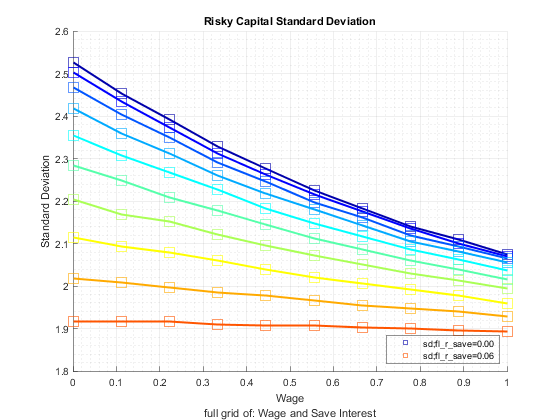 Risky Capital Standard Deviation
2.6
2.5
2.4
2.3
2.2
2.1
2
1.9
1.8
Standard Deviation
0 0.1 0.2 0.3 0.4 0.5 0.6 0.7 0.8 0.9 1
Wage
full grid of: Wage and Save Interest
sd;fl_r_save=0.00
sd;fl_r_save=0.06